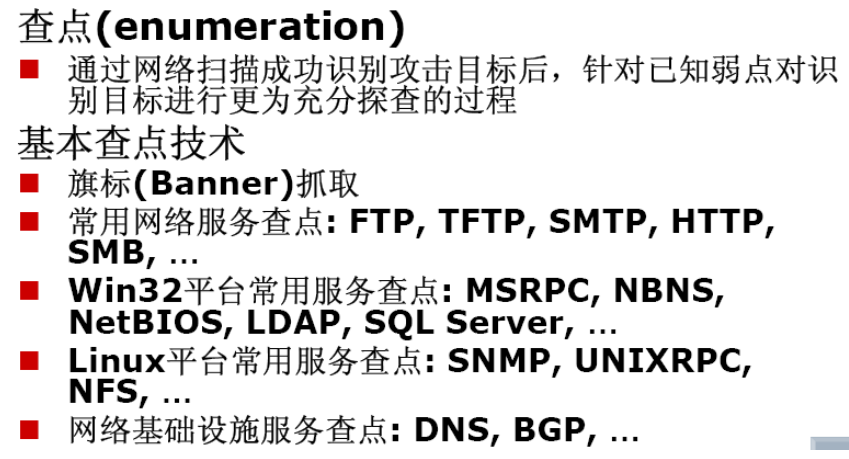 查点(enumeration)
通过网络扫描成功识别攻击目标后，针对已知弱点对识
别目标进行更为充分探查的过程
基本查点技术
旗标(Banner)抓取
常用网络服务查点: FTP, TFTP, SMTP, HTTP,
SMB, ...
Win32平台常用服务查点: MSRPC, NBNS,
NetBIOS, LDAP, SQL Server, ...
Linux平台常用服务查点: SNMP, UNIXRPC,
NFS, ...
网络基础设施服务查点: DNS, BGP, ...